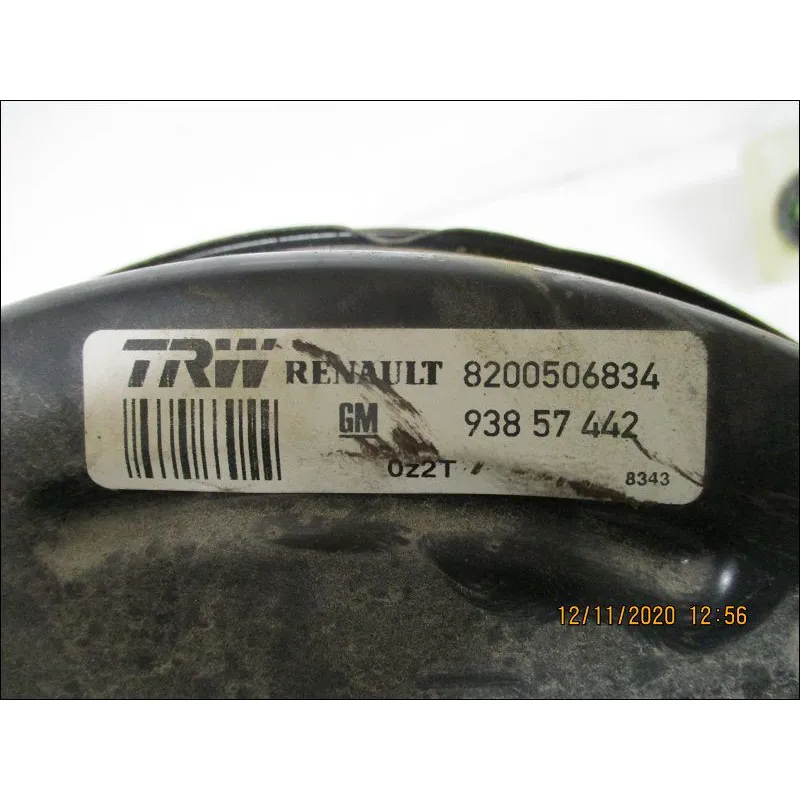 TRW RENAULT 8200506834
GM 938 57 442
0z2T
8343
12/11/2020 12:56